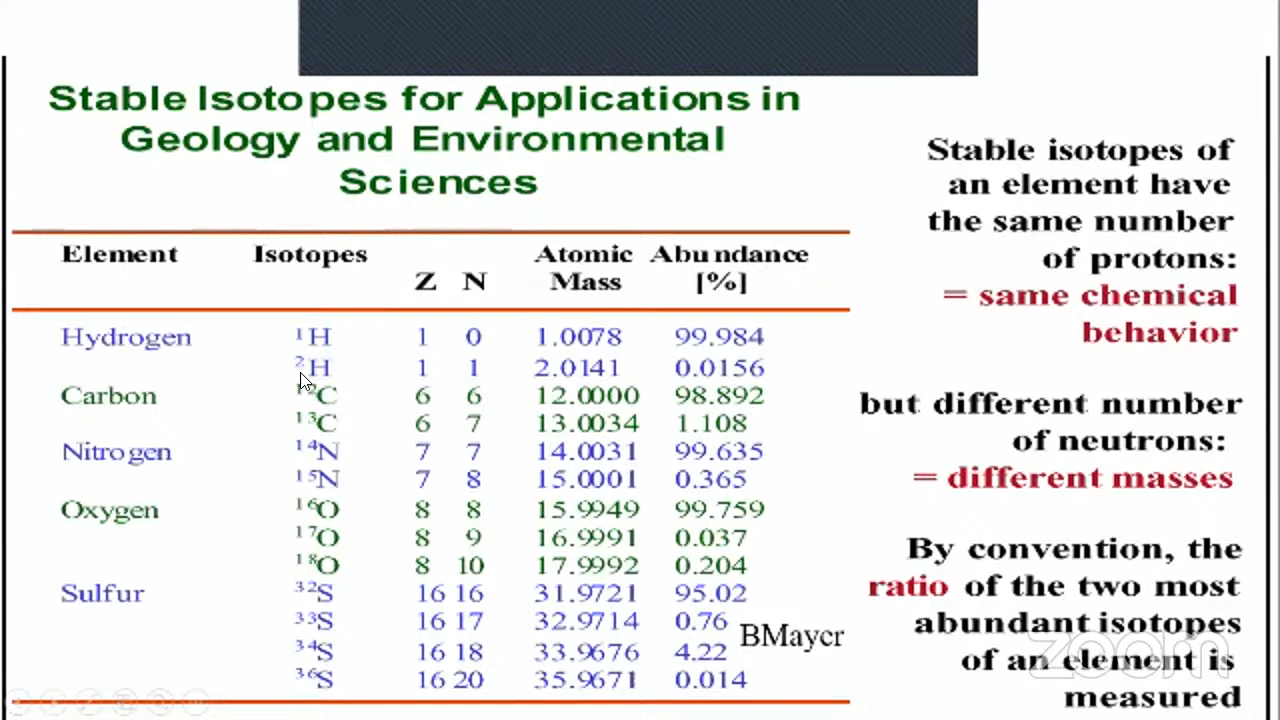 Stable Isotopes for Applications in
Geology and Environmental
Sciences
Element Isotopes Z N Atomic Mass Abundance [%]
Hydrogen ¹H 1 0 1.0078 99.984
²H 1 1 2.0141 0.0156
Carbon ¹²C 6 6 12.0000 98.892
¹³C 6 7 13.0034 1.108
Nitrogen ¹⁴N 7 7 14.0031 99.635
¹⁵N 7 8 15.0001 0.365
Oxygen ¹⁶O 8 8 15.9949 99.759
¹⁷O 8 9 16.9991 0.037
¹⁸O 8 10 17.9992 0.204
Sulfur ³²S 16 16 31.9721 95.02
³³S 16 17 32.9714 0.76
³⁴S 16 18 33.9676 4.22
³⁶S 16 20 35.9671 0.014
BMayer
Stable isotopes of
an element have
the same number
of protons:
= same chemical
behavior
but different number
of neutrons:
= different masses
By convention, the
ratio of the two most
abundant isotopes
of an element is
measured
zoom